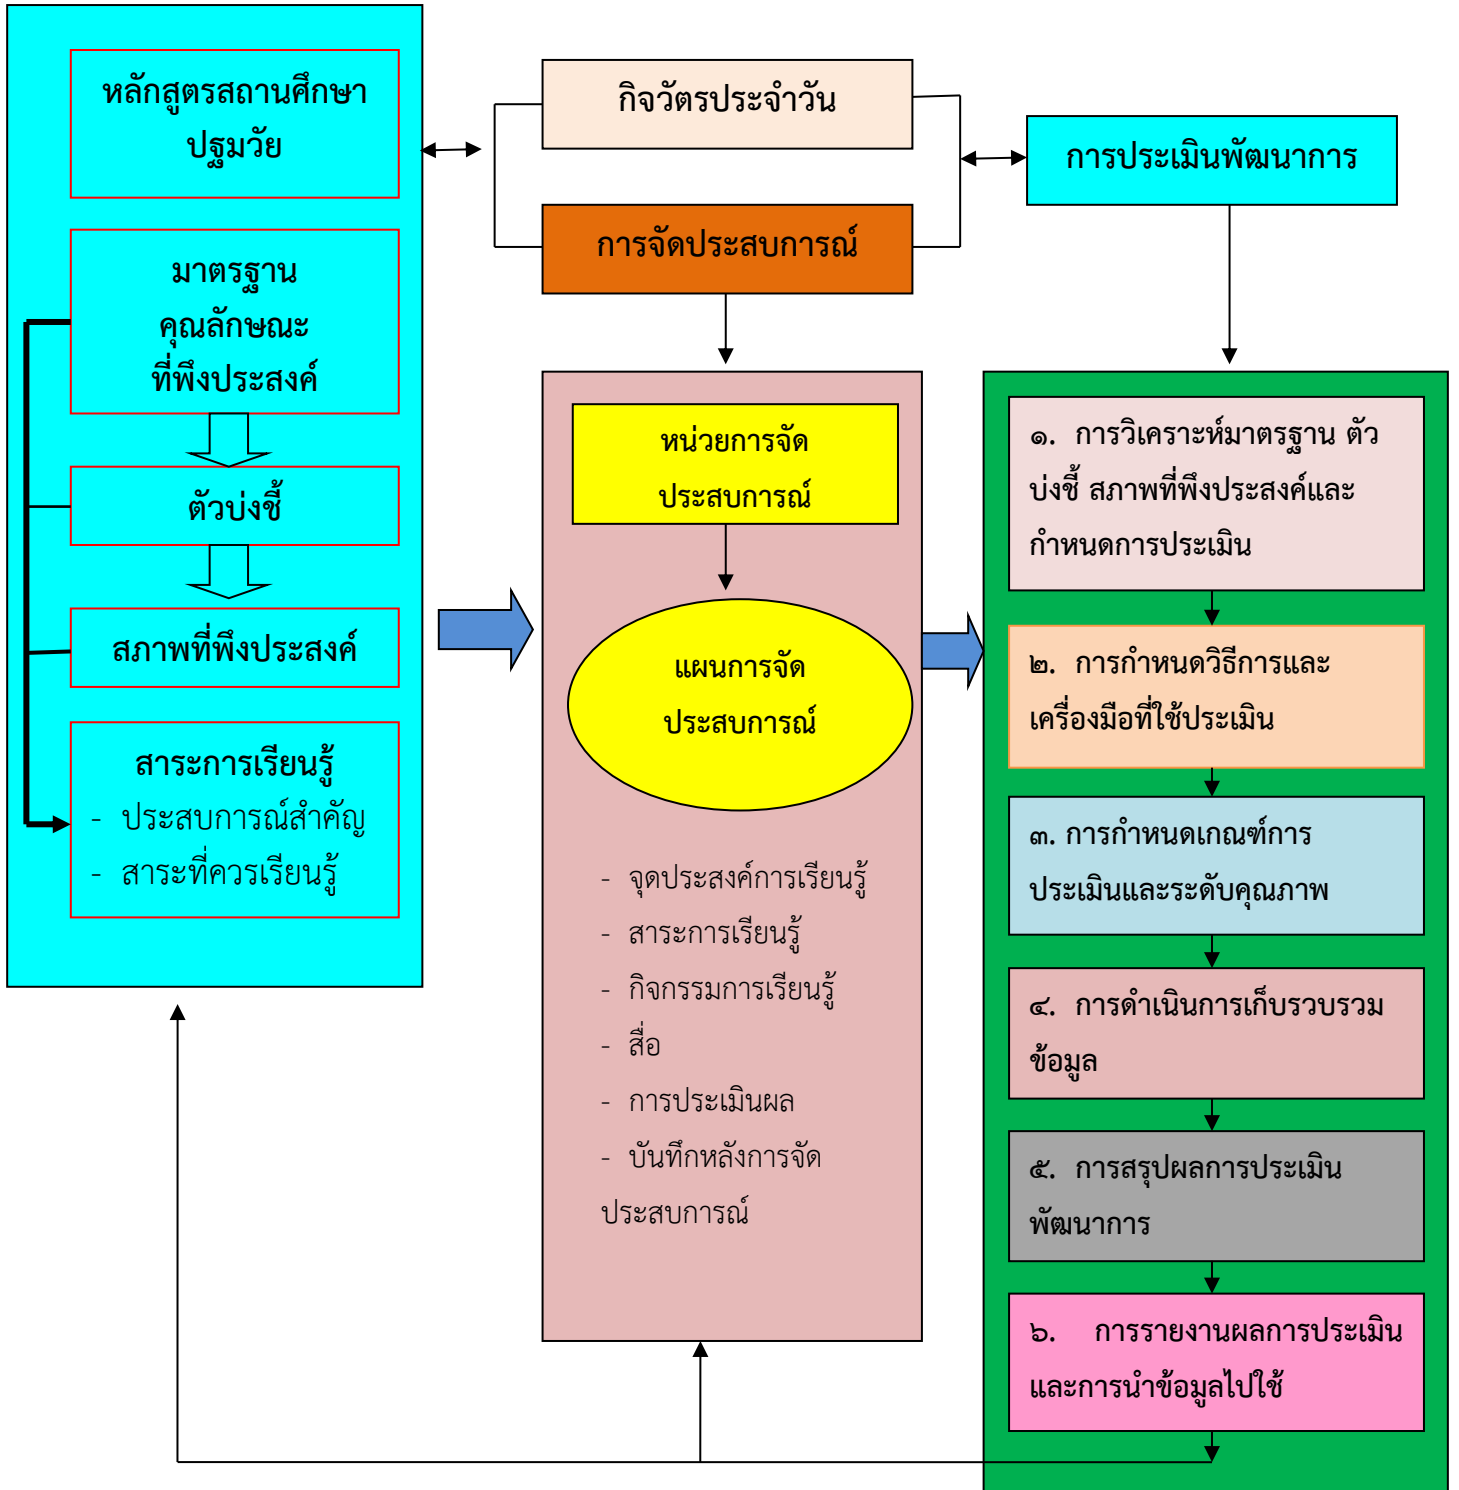 หลักสูตรสถานศึกษา
ปฐมวัย
มาตรฐาน
คุณลักษณะ
ที่พึงประสงค์
ตัวบ่งชี้
สภาพที่พึงประสงค์
สาระการเรียนรู้
- ประสบการณ์สำคัญ
- สาระที่ควรเรียนรู้
กิจวัตรประจำวัน
การจัดประสบการณ์
หน่วยการจัด
ประสบการณ์
แผนการจัด
ประสบการณ์
- จุดประสงค์การเรียนรู้
- สาระการเรียนรู้
- กิจกรรมการเรียนรู้
- สื่อ
- การประเมินผล
- บันทึกหลังการจัด
ประสบการณ์
การประเมินพัฒนาการ
๑. การวิเคราะห์มาตรฐาน ตัว
บ่งชี้ สภาพที่พึงประสงค์และ
กำหนดการประเมิน
๒. การกำหนดวิธีการและ
เครื่องมือที่ใช้ประเมิน
๓. การกำหนดเกณฑ์การ
ประเมินและระดับคุณภาพ
๔. การดำเนินการเก็บรวบรวม
ข้อมูล
๕. การสรุปผลการประเมิน
พัฒนาการ
๖. การรายงานผลการประเมิน
และการนำข้อมูลไปใช้